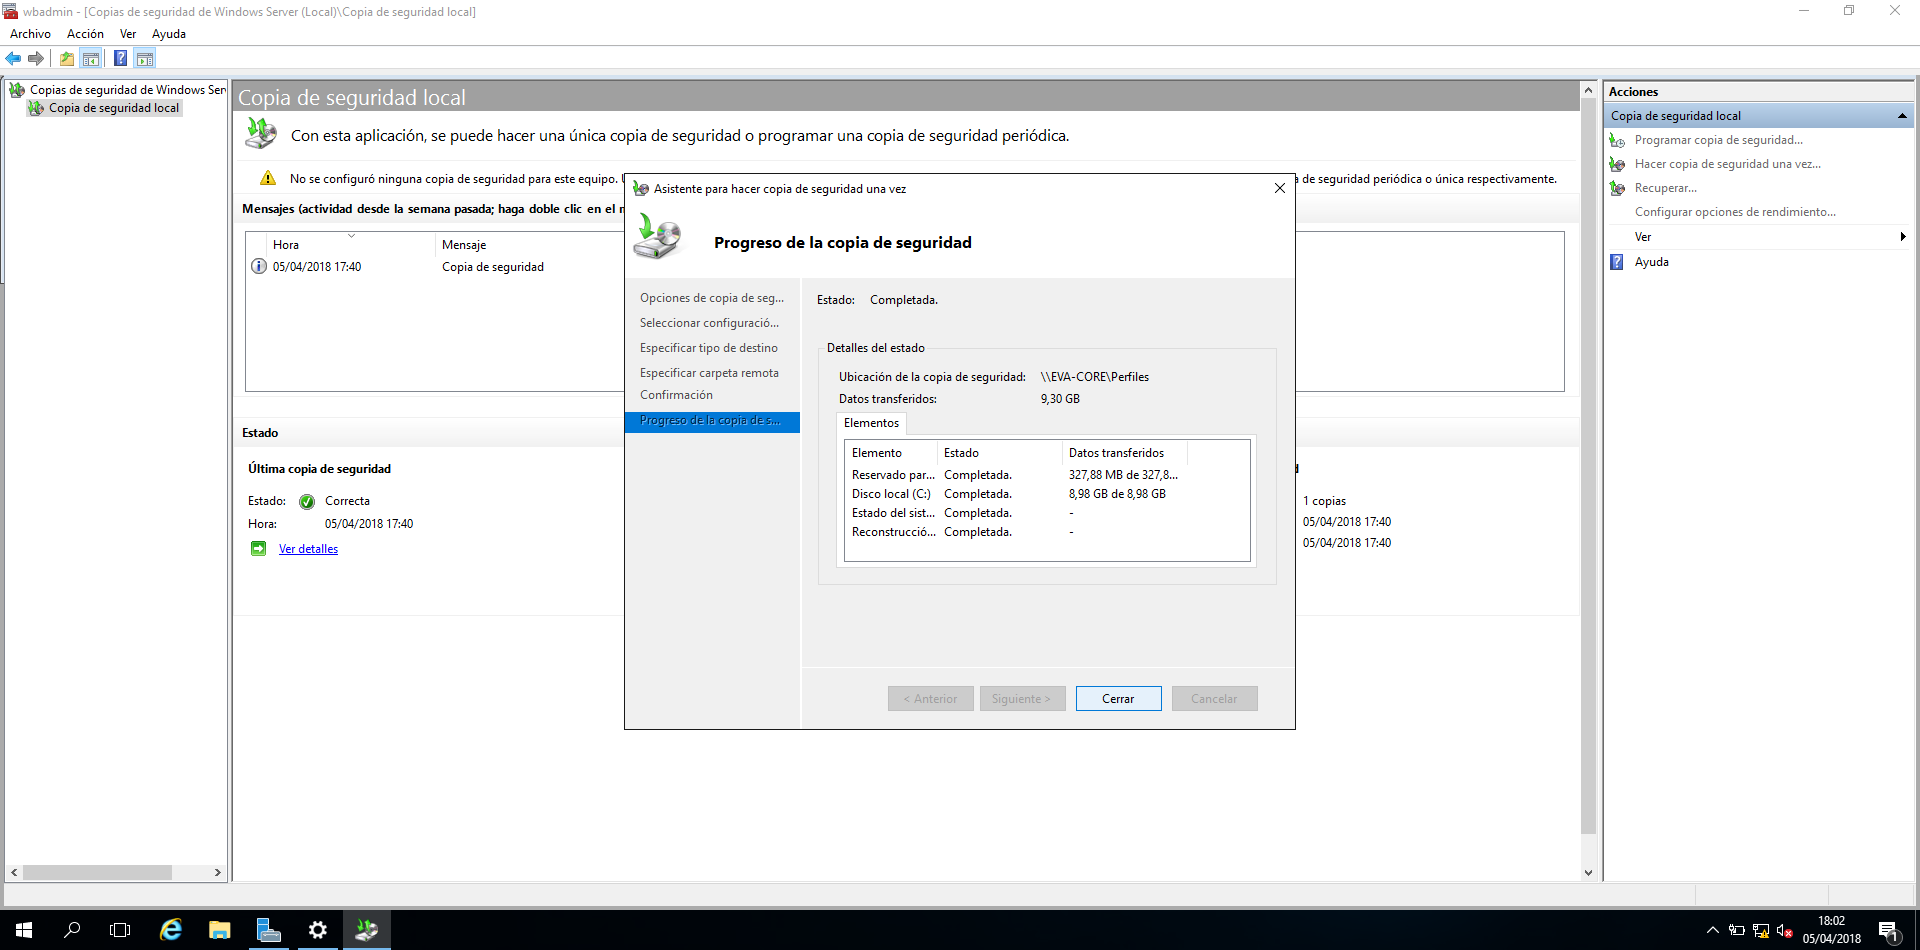 wbadmin - [Copias de seguridad de Windows Server (Local)\Copia de seguridad local]
Archivo Acción Ver Ayuda
Copias de seguridad de Windows Ser
Copia de seguridad local
Copia de seguridad local
Con esta aplicación, se puede hacer una única copia de seguridad o programar una copia de seguridad periódica.
No se configuró ninguna copia de seguridad para este equipo.
a de seguridad periódica o única respectivamente.
Mensajes (actividad desde la semana pasada; haga doble clic en el
Hora Mensaje
05/04/2018 17:40 Copia de seguridad
Estado
Última copia de seguridad
Estado: Correcta
Hora: 05/04/2018 17:40
Ver detalles
1 copias
05/04/2018 17:40
05/04/2018 17:40
Asistente para hacer copia de seguridad una vez
Progreso de la copia de seguridad
Opciones de copia de seg...
Seleccionar configuració...
Especificar tipo de destino
Especificar carpeta remota
Confirmación
Progreso de la copia de s...
Estado: Completada.
Detalles del estado
Ubicación de la copia de seguridad: \\EVA-CORE\Perfiles
Datos transferidos: 9,30 GB
Elementos
Elemento Estado Datos transferidos
Reservado par... Completada. 327,88 MB de 327,8...
Disco local (C:) Completada. 8,98 GB de 8,98 GB
Estado del sist... Completada. -
Reconstrucció... Completada. -
< Anterior Siguiente > Cerrar Cancelar
Acciones
Copia de seguridad local
Programar copia de seguridad...
Hacer copia de seguridad una vez...
Recuperar...
Configurar opciones de rendimiento...
Ver
Ayuda
18:02
05/04/2018
1